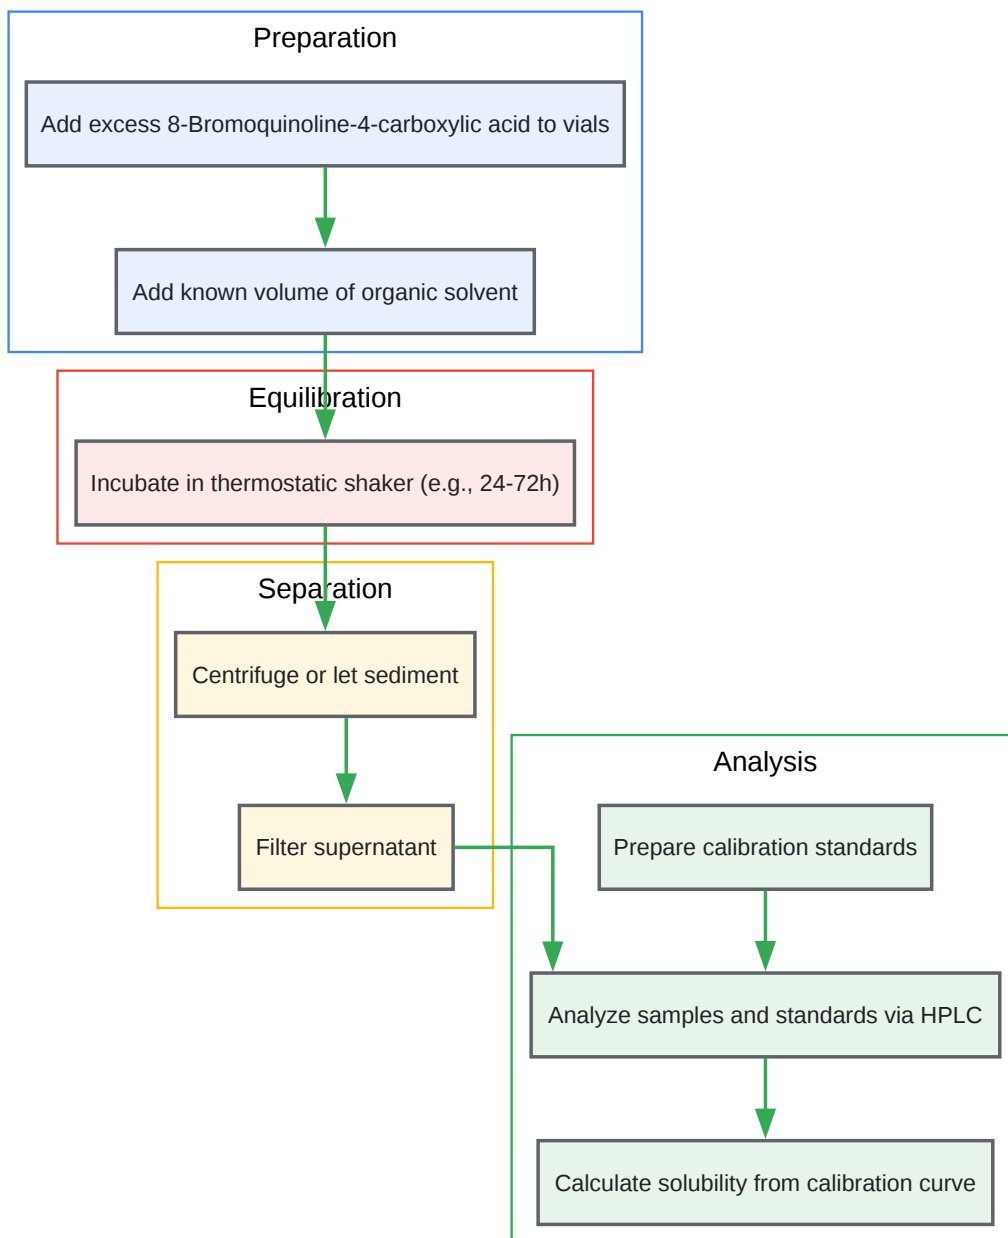 Preparation
Add excess 8-Bromoquinoline-4-carboxylic acid to vials
Add known volume of organic solvent
Equilibration
Incubate in thermostatic shaker (e.g., 24-72h)
Separation
Centrifuge or let sediment
Filter supernatant
Analysis
Prepare calibration standards
Analyze samples and standards via HPLC
Calculate solubility from calibration curve